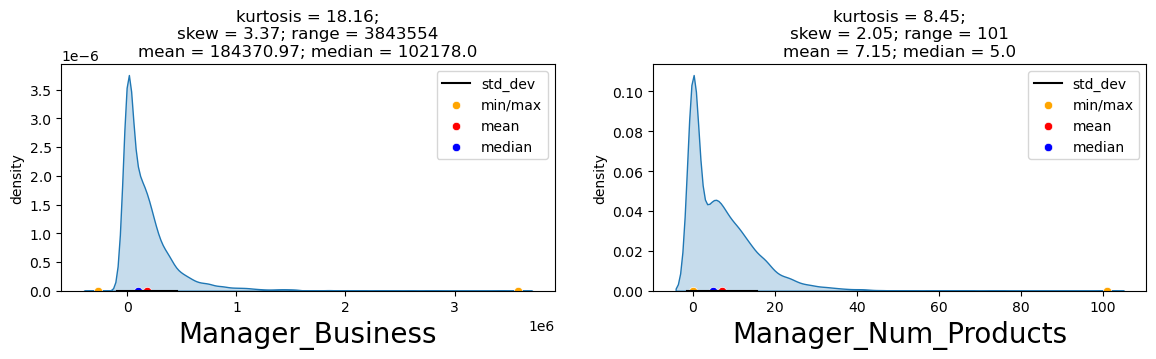 kurtosis = 18.16;
skew = 3.37; range = 3843554
mean = 184370.97; median = 102178.0
1e−6
3.5
3.0
2.5
2.0
1.5
1.0
0.5
0.0
density
std_dev
min/max
mean
median
0
1
2
3
1e6
Manager_Business
kurtosis = 8.45;
skew = 2.05; range = 101
mean = 7.15; median = 5.0
0.10
0.08
0.06
0.04
0.02
0.00
density
std_dev
min/max
mean
median
0
20
40
60
80
100
Manager_Num_Products